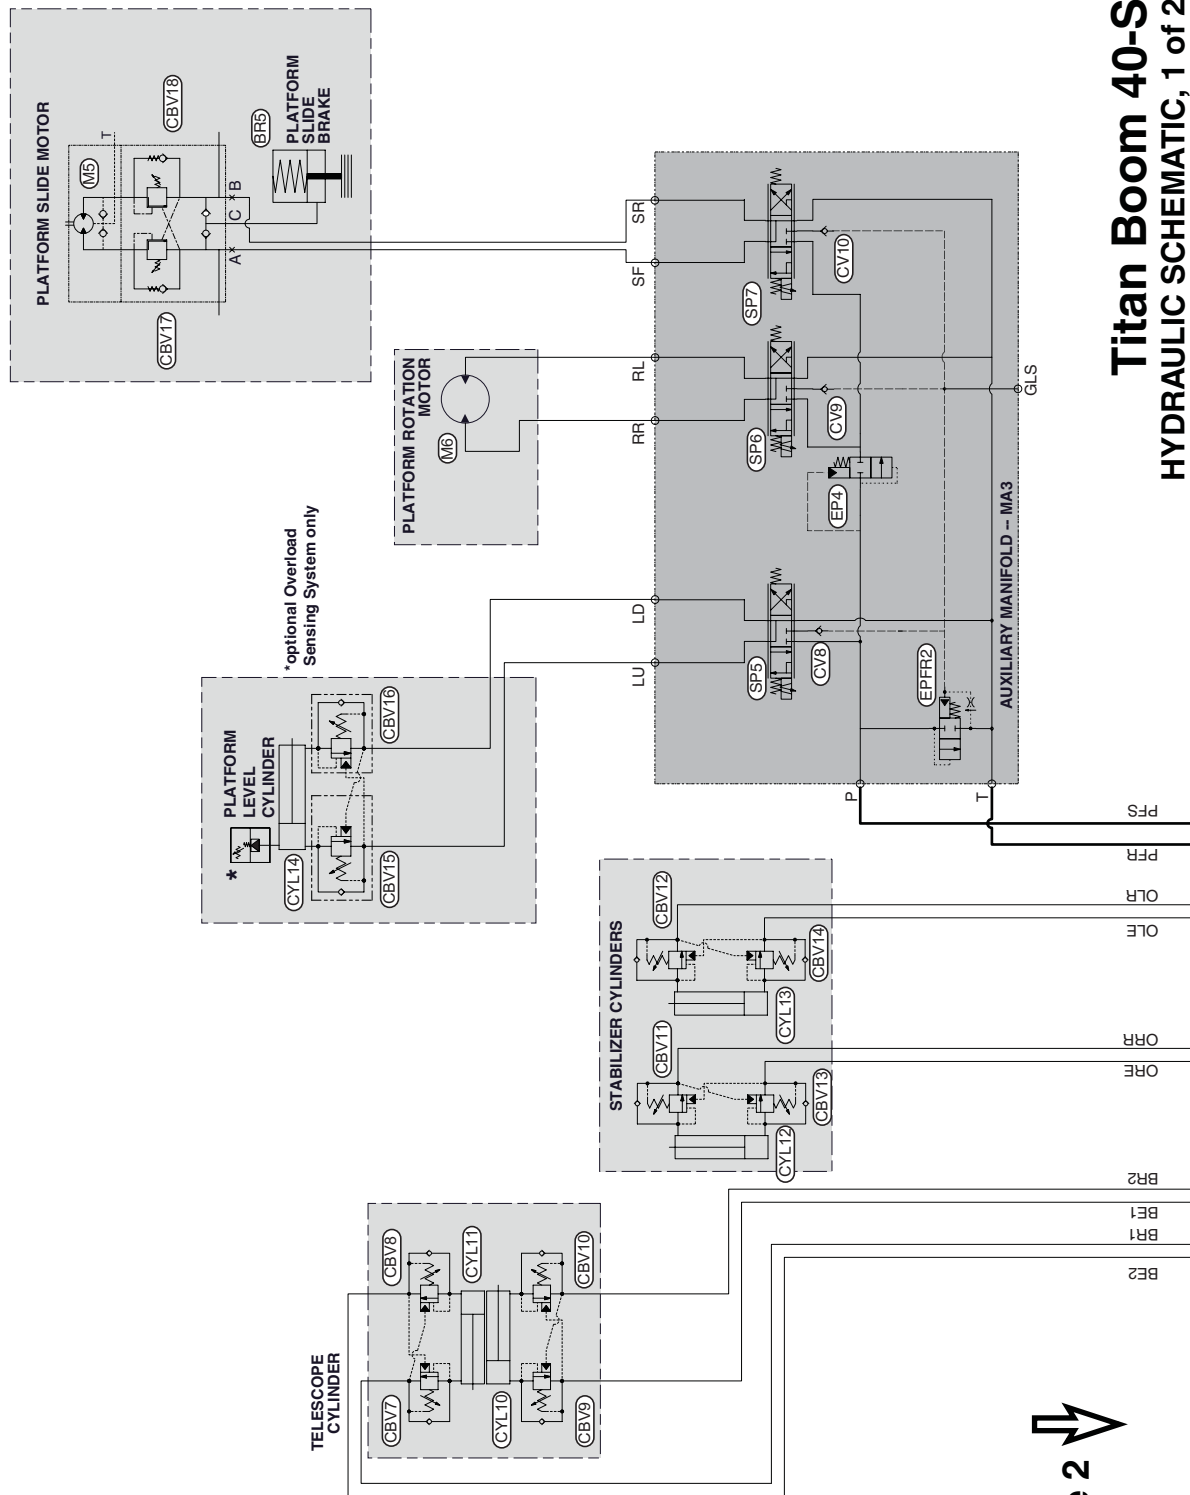 PLATFORM SLIDE MOTOR
M5
T
CBV18
CBV17
A
C
B
BR5
PLATFORM
SLIDE
BRAKE
PLATFORM ROTATION
MOTOR
M6
*optional Overload
Sensing System only
*
PLATFORM
LEVEL
CYLINDER
CYL14
CBV16
CBV15
LU
LD
RR
RL
SF
SR
SP5
CV8
SP6
CV9
SP7
CV10
EP4
EPFR2
GLS
AUXILIARY MANIFOLD -- MA3
P
T
PFS
PFR
STABILIZER CYLINDERS
CBV12
CBV14
CYL13
CBV11
CBV13
CYL12
OLR
OLE
ORR
ORE
TELESCOPE
CYLINDER
CBV8
CYL11
CBV10
CBV7
CYL10
CBV9
BR2
BE1
BR1
BE2
Titan Boom 40-S
HYDRAULIC SCHEMATIC, 1 of 2
2